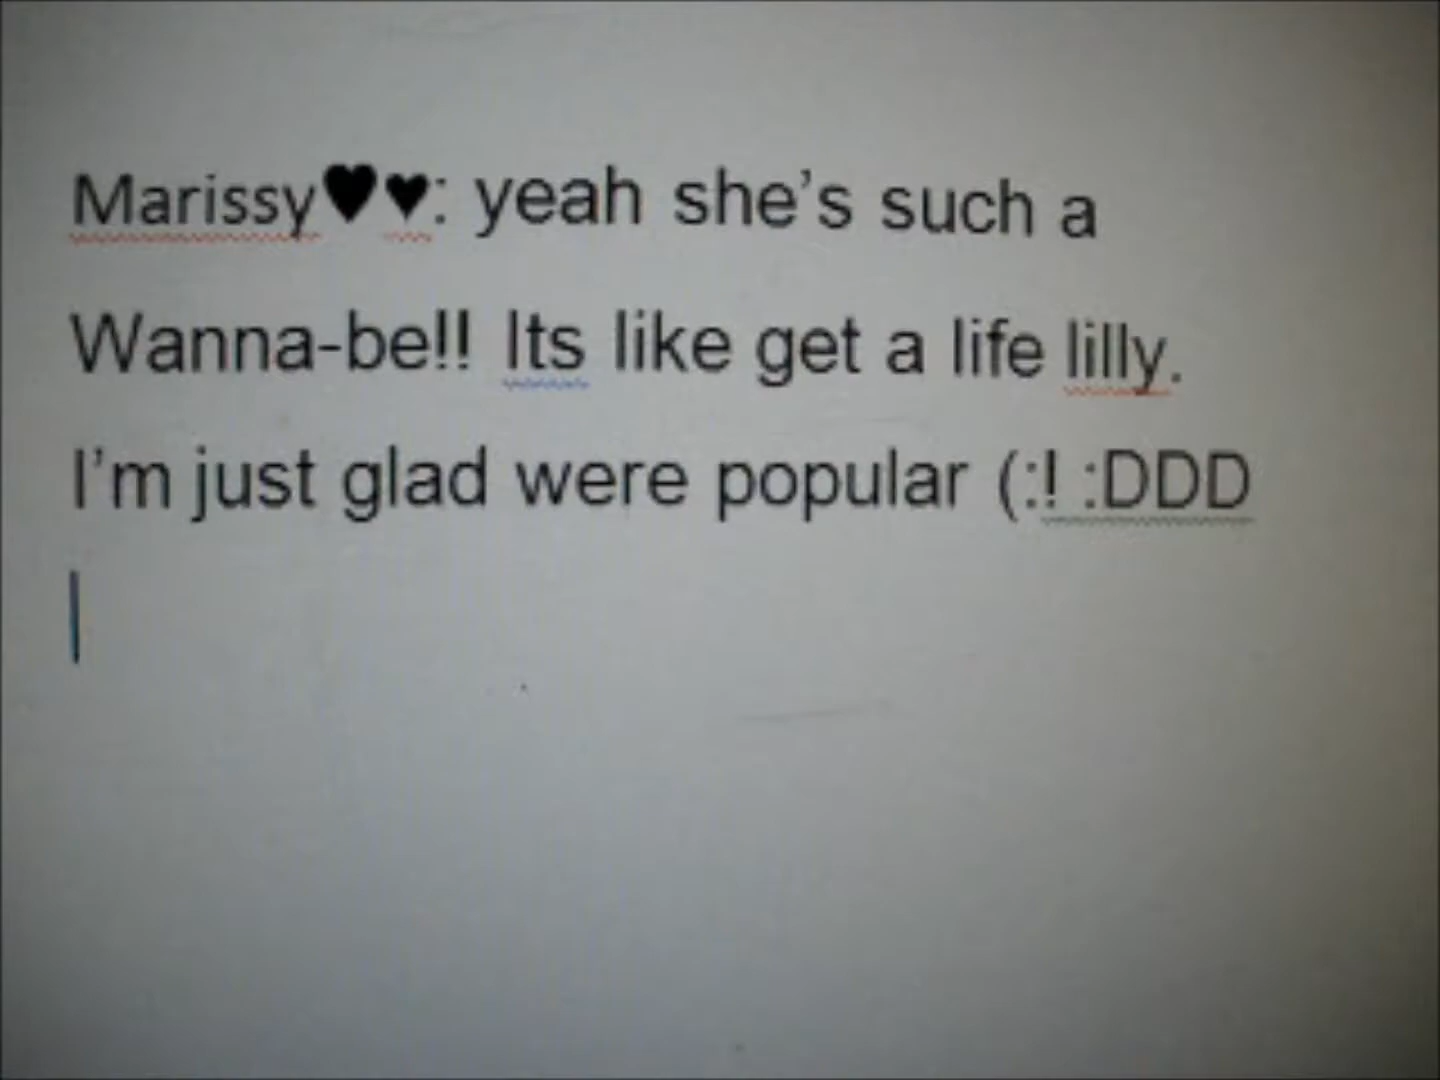 Marissy♥♥: yeah she's such a
Wanna-be!! Its like get a life lilly.
I'm just glad were popular (:! :DDD